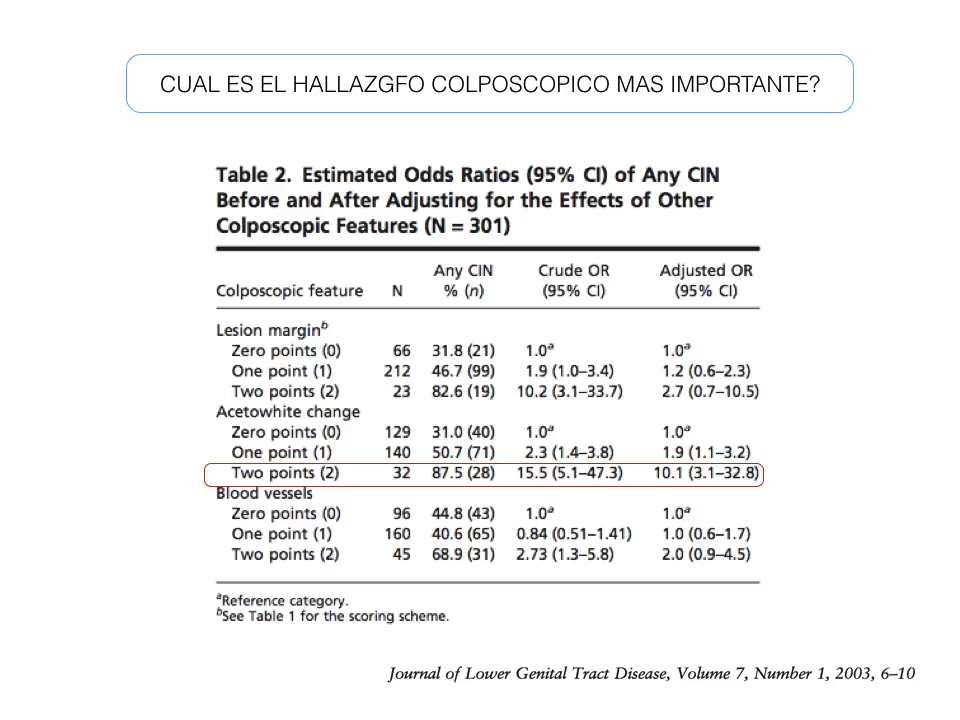 CUAL ES EL HALLAZGFO COLPOSCOPICO MAS IMPORTANTE?
Table 2. Estimated Odds Ratios (95% CI) of Any CIN
Before and After Adjusting for the Effects of Other
Colposcopic Features (N = 301)
Any CIN Crude OR Adjusted OR
Colposcopic feature N % (n) (95% CI) (95% CI)
Lesion margin^b
Zero points (0) 66 31.8 (21) 1.0^a 1.0^a
One point (1) 212 46.7 (99) 1.9 (1.0–3.4) 1.2 (0.6–2.3)
Two points (2) 23 82.6 (19) 10.2 (3.1–33.7) 2.7 (0.7–10.5)
Acetowhite change
Zero points (0) 129 31.0 (40) 1.0^a 1.0^a
One point (1) 140 50.7 (71) 2.3 (1.4–3.8) 1.9 (1.1–3.2)
Two points (2) 32 87.5 (28) 15.5 (5.1–47.3) 10.1 (3.1–32.8)
Blood vessels
Zero points (0) 96 44.8 (43) 1.0^a 1.0^a
One point (1) 160 40.6 (65) 0.84 (0.51–1.41) 1.0 (0.6–1.7)
Two points (2) 45 68.9 (31) 2.73 (1.3–5.8) 2.0 (0.9–4.5)
^aReference category.
^bSee Table 1 for the scoring scheme.
Journal of Lower Genital Tract Disease, Volume 7, Number 1, 2003, 6–10